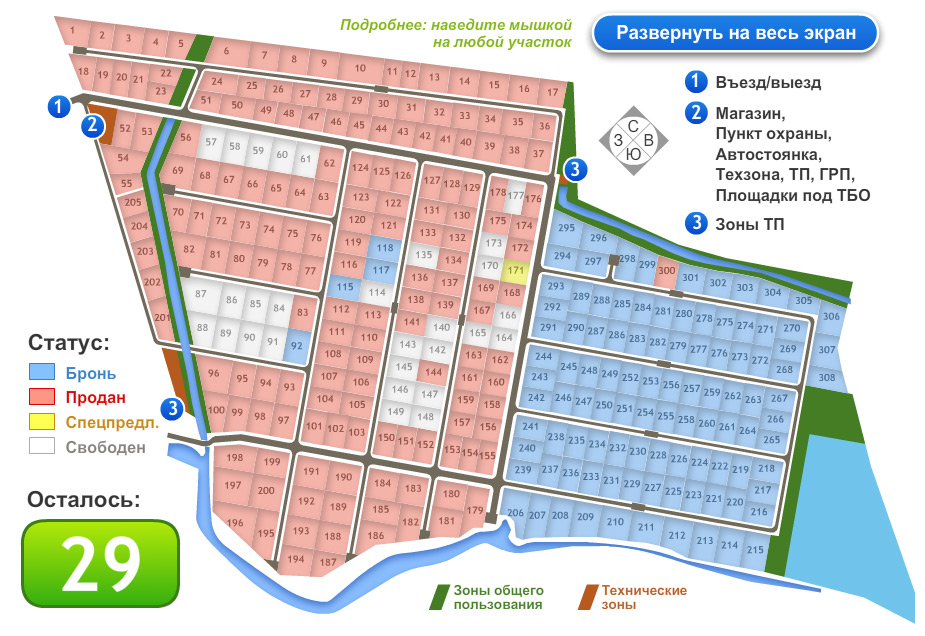 Подробнее: наведите мышкой
на любой участок
Развернуть на весь экран
1 Въезд/выезд
2 Магазин,
Пункт охраны,
Автостоянка,
Техзона, ТП, ГРП,
Площадки под ТБО
3 Зоны ТП
С
З В
Ю
1 2 3 4 5 6 7 8 9 10 11 12 13 14 15 16 17
18 19 20 21 22 23 24 25 26 27 28 29 30 31 32 33 34 35 36
51 50 49 48 47 46 45 44 43 42 41 40 39 38 37
1
2
3
52 53 54 55
56 57 58 59 60 61 62
69 68 67 66 65 64 63
70 71 72 73 74 75 76
82 81 80 79 78 77
87 86 85 84 83
88 89 90 91 92
96 95 94 93
100 99 98 97
205 204 203 202 201
124 125 126
123 122
120 121
119 118
116 117
115 114
112 113
111 110
108 109
107 106
104 105
101 102 103
127 128 129
131 130
133 132
135 134
136 137
138 139
141 140
143 142
145 144
146 147
149 148
150 151 152
178 177 176
175 174
173 172
170 171
169 168
167 166
165 164
163 162
161 160
159 158
157 156
153 154 155
295 296
294 297 298 299 300 301 302 303 304 305
306
307
308
293 289 288 285 284 281 280 278 275 274 271 270
292
291 290 287 286 283 282 279 277 276 273 272 269
268
244 245 248 249 252 253 256 257 260 259 262 263 267
243
242 246 247 250 251 254 255 258 261 264 266
265
241 238 235 234 232 230 228 226 224 222 219 218
240
239 237 236 233 231 229 227 225 223 221 220 217
216
206 207 208 209 210 211 212 213 214 215
198 199
197 200
196 195
191 190
192 189
193 188
194 187
184 183
185
186 182
180 179
181
3
Статус:
Бронь
Продан
Спецпредл.
Свободен
Осталось:
29
Зоны общего
пользования
Технические
зоны